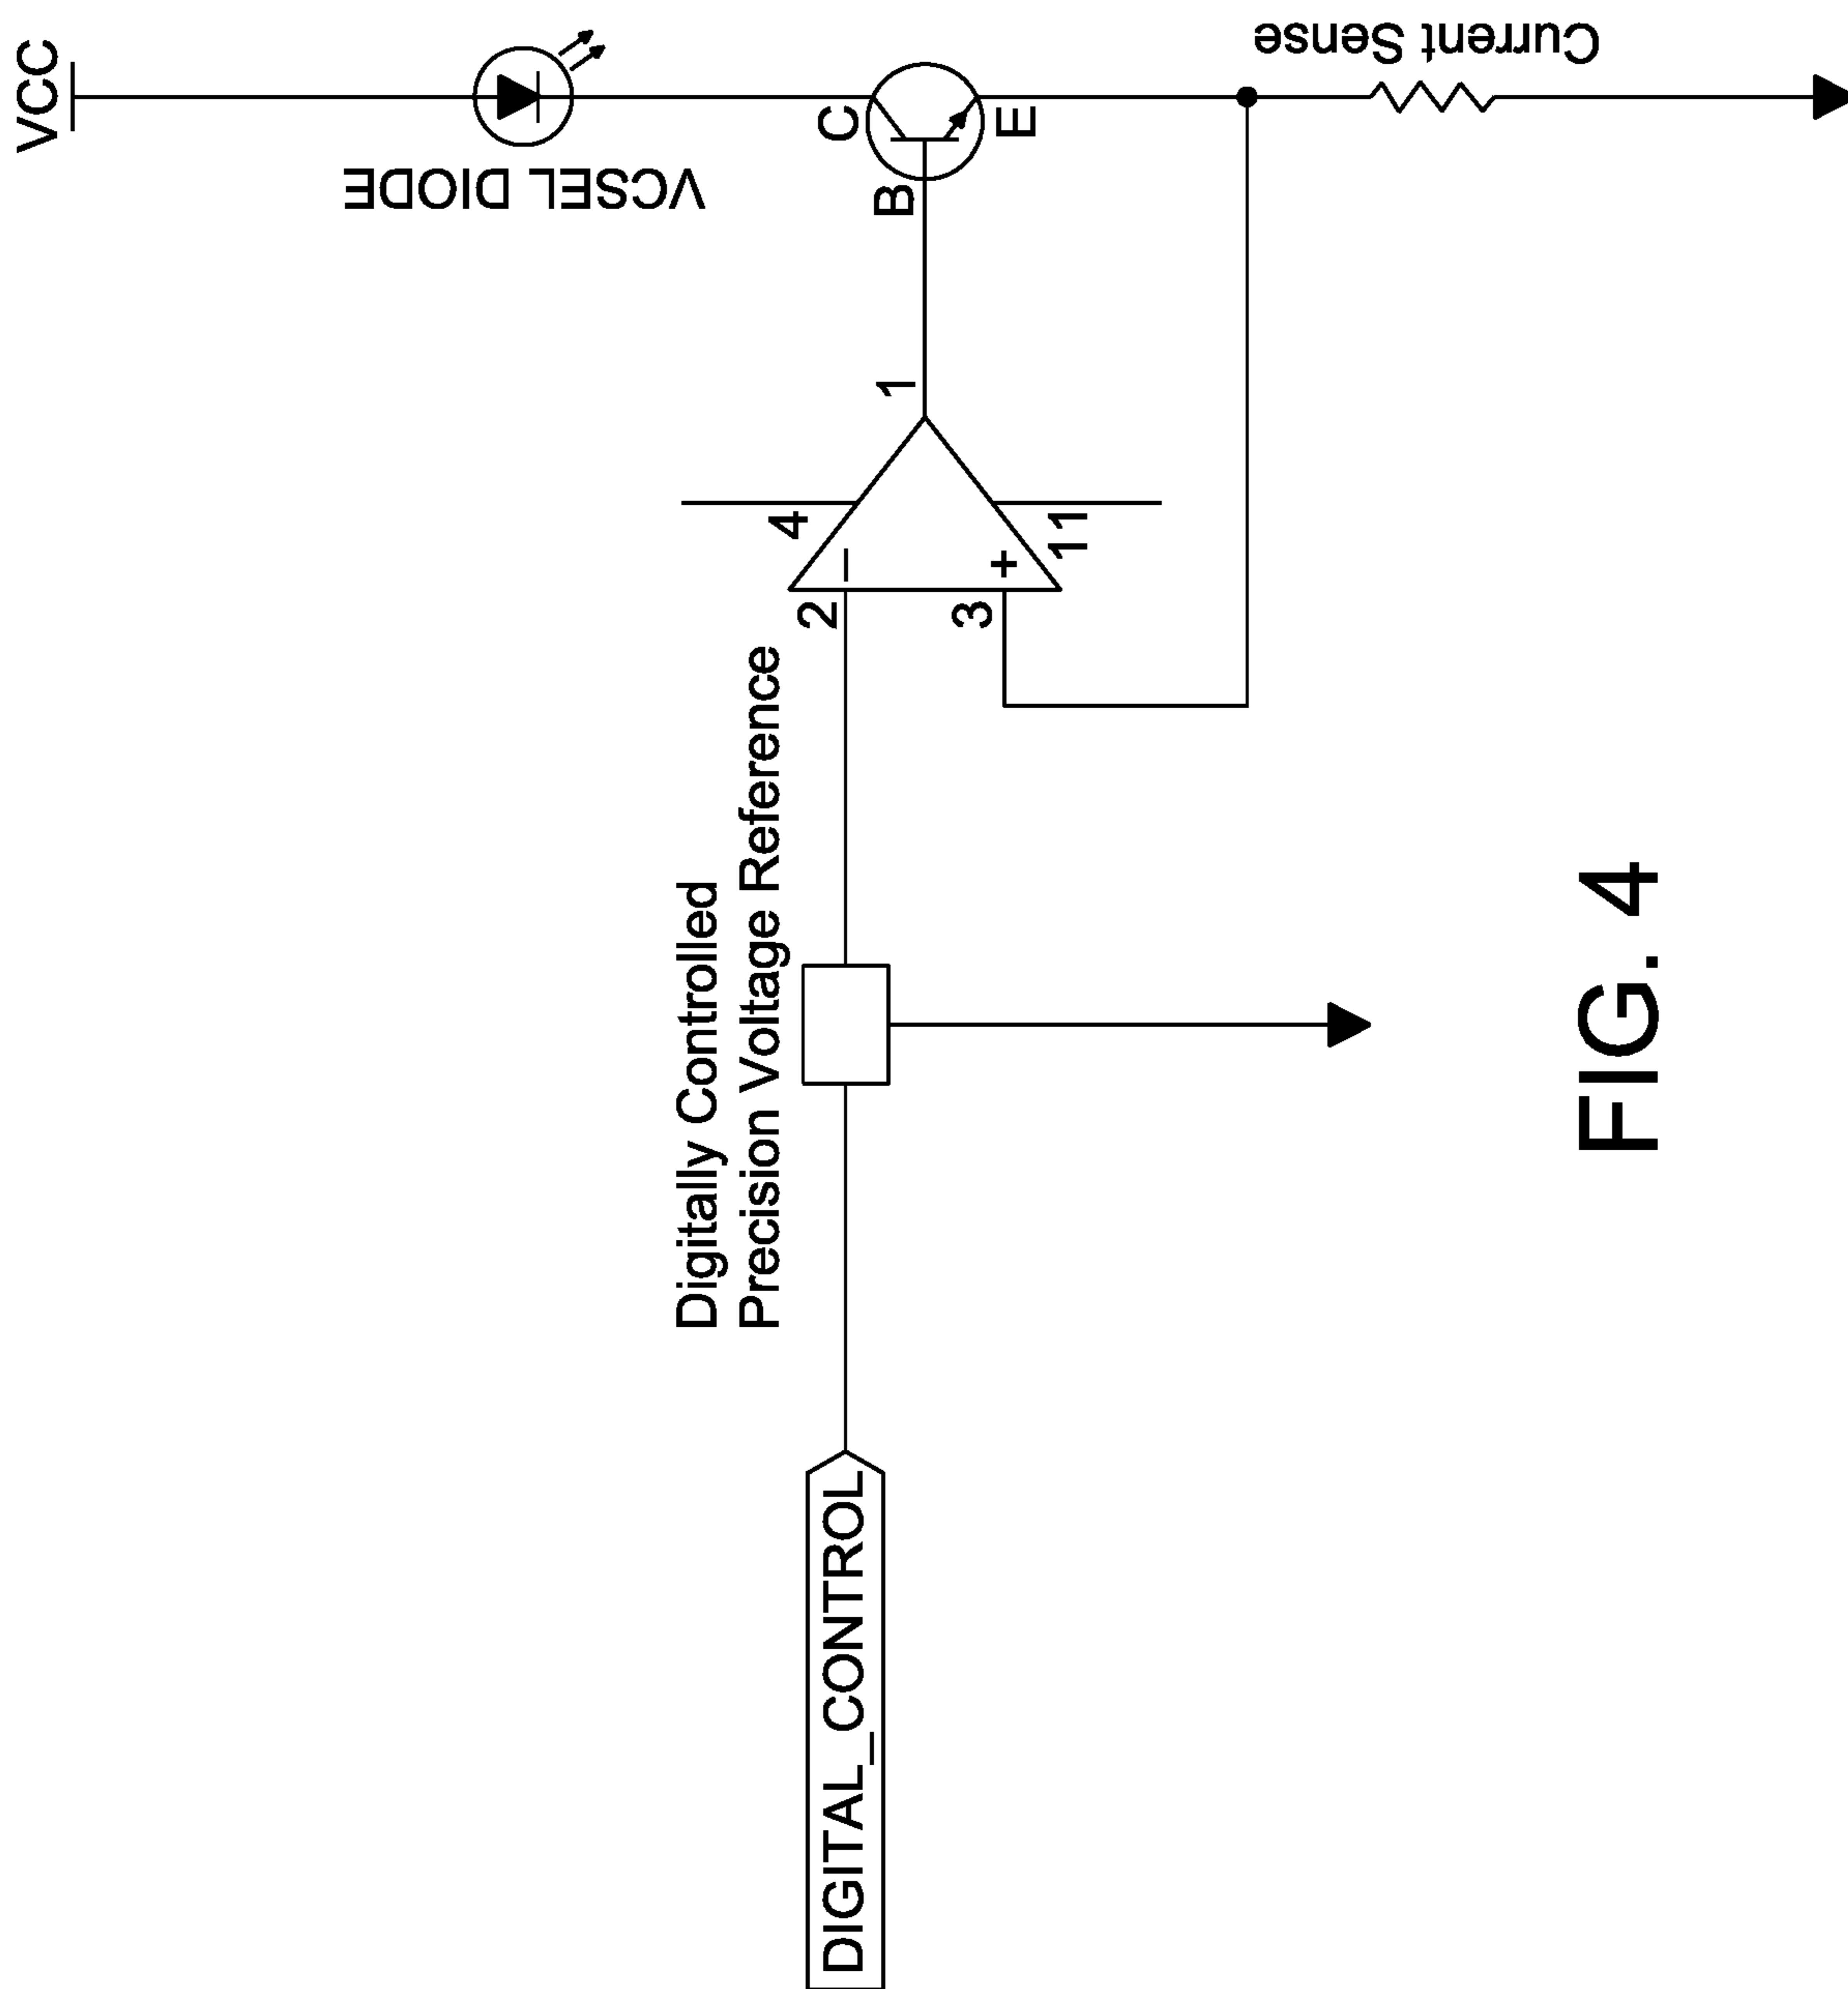 VCC
VCSEL DIODE
C
B
E
1
4
2
−
3
+
11
Digitally Controlled
Precision Voltage Reference
DIGITAL_CONTROL
Current Sense
FIG. 4